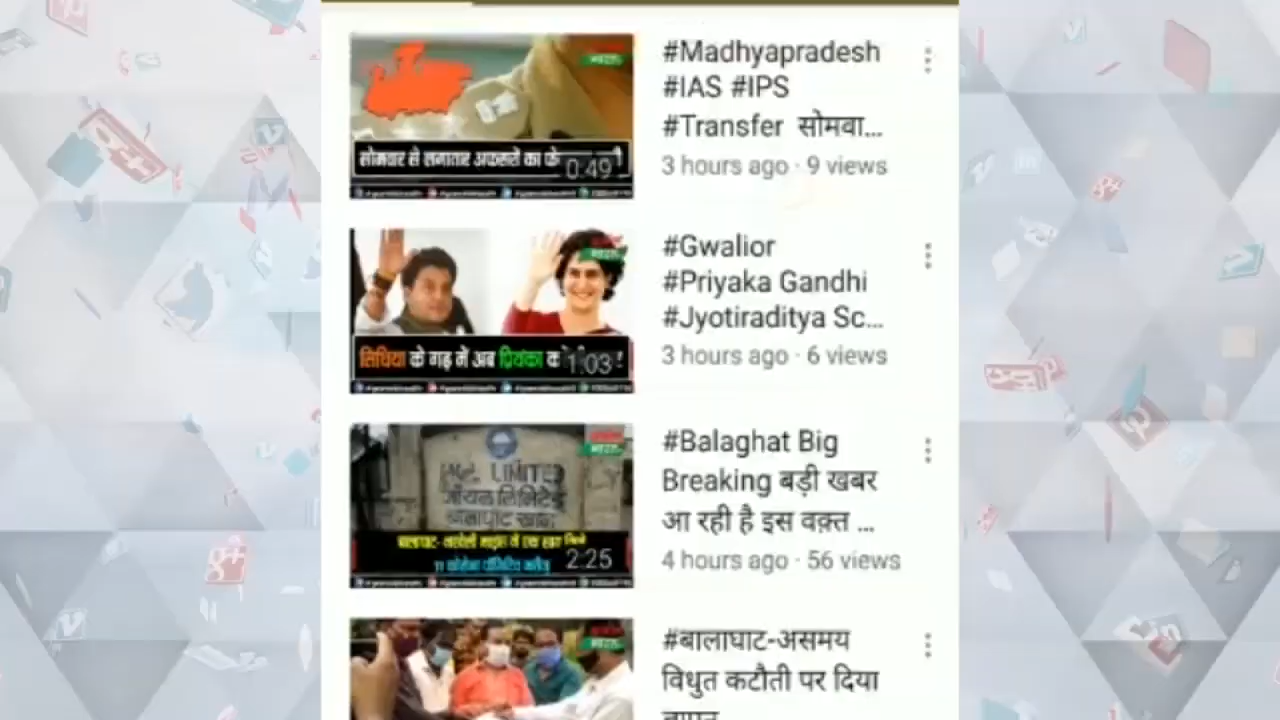 #Madhyapradesh
#IAS #IPS
#Transfer सोमवा...
3 hours ago · 9 views
सोमवार से लगातार अफसरों का फे
0:49
#Gwalior
#Priyaka Gandhi
#Jyotiraditya Sc...
3 hours ago · 6 views
सिंधिया के गढ़ में अब प्रियंका क
1:03
#Balaghat Big
Breaking बड़ी खबर
आ रही है इस वक़्त ...
4 hours ago · 56 views
LIMITED
मॉयल लिमिटेड
बालाघाट खान
2:25
#बालाघाट-असमय
विधुत कटौती पर दिया